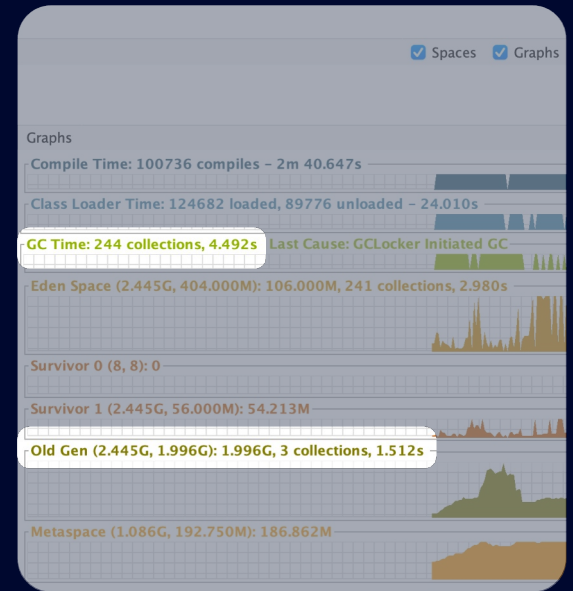 Spaces Graphs
Graphs
Compile Time: 100736 compiles - 2m 40.647s
Class Loader Time: 124682 loaded, 89776 unloaded - 24.010s
GC Time: 244 collections, 4.492s Last Cause: GCLocker Initiated GC
Eden Space (2.445G, 404.000M): 106.000M, 241 collections, 2.980s
Survivor 0 (8, 8): 0
Survivor 1 (2.445G, 56.000M): 54.213M
Old Gen (2.445G, 1.996G): 1.996G, 3 collections, 1.512s
Metaspace (1.086G, 192.750M): 186.862M